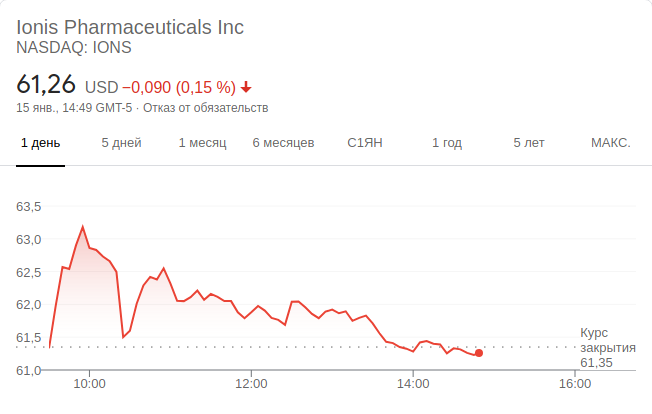 Ionis Pharmaceuticals Inc
NASDAQ: IONS
61,26 USD −0,090 (0,15 %)
15 янв., 14:49 GMT-5 · Отказ от обязательств
1 день 5 дней 1 месяц 6 месяцев С1ЯН 1 год 5 лет МАКС.
63,5
63,0
62,5
62,0
61,5
61,0
Курс
закрытия
61,35
10:00 12:00 14:00 16:00